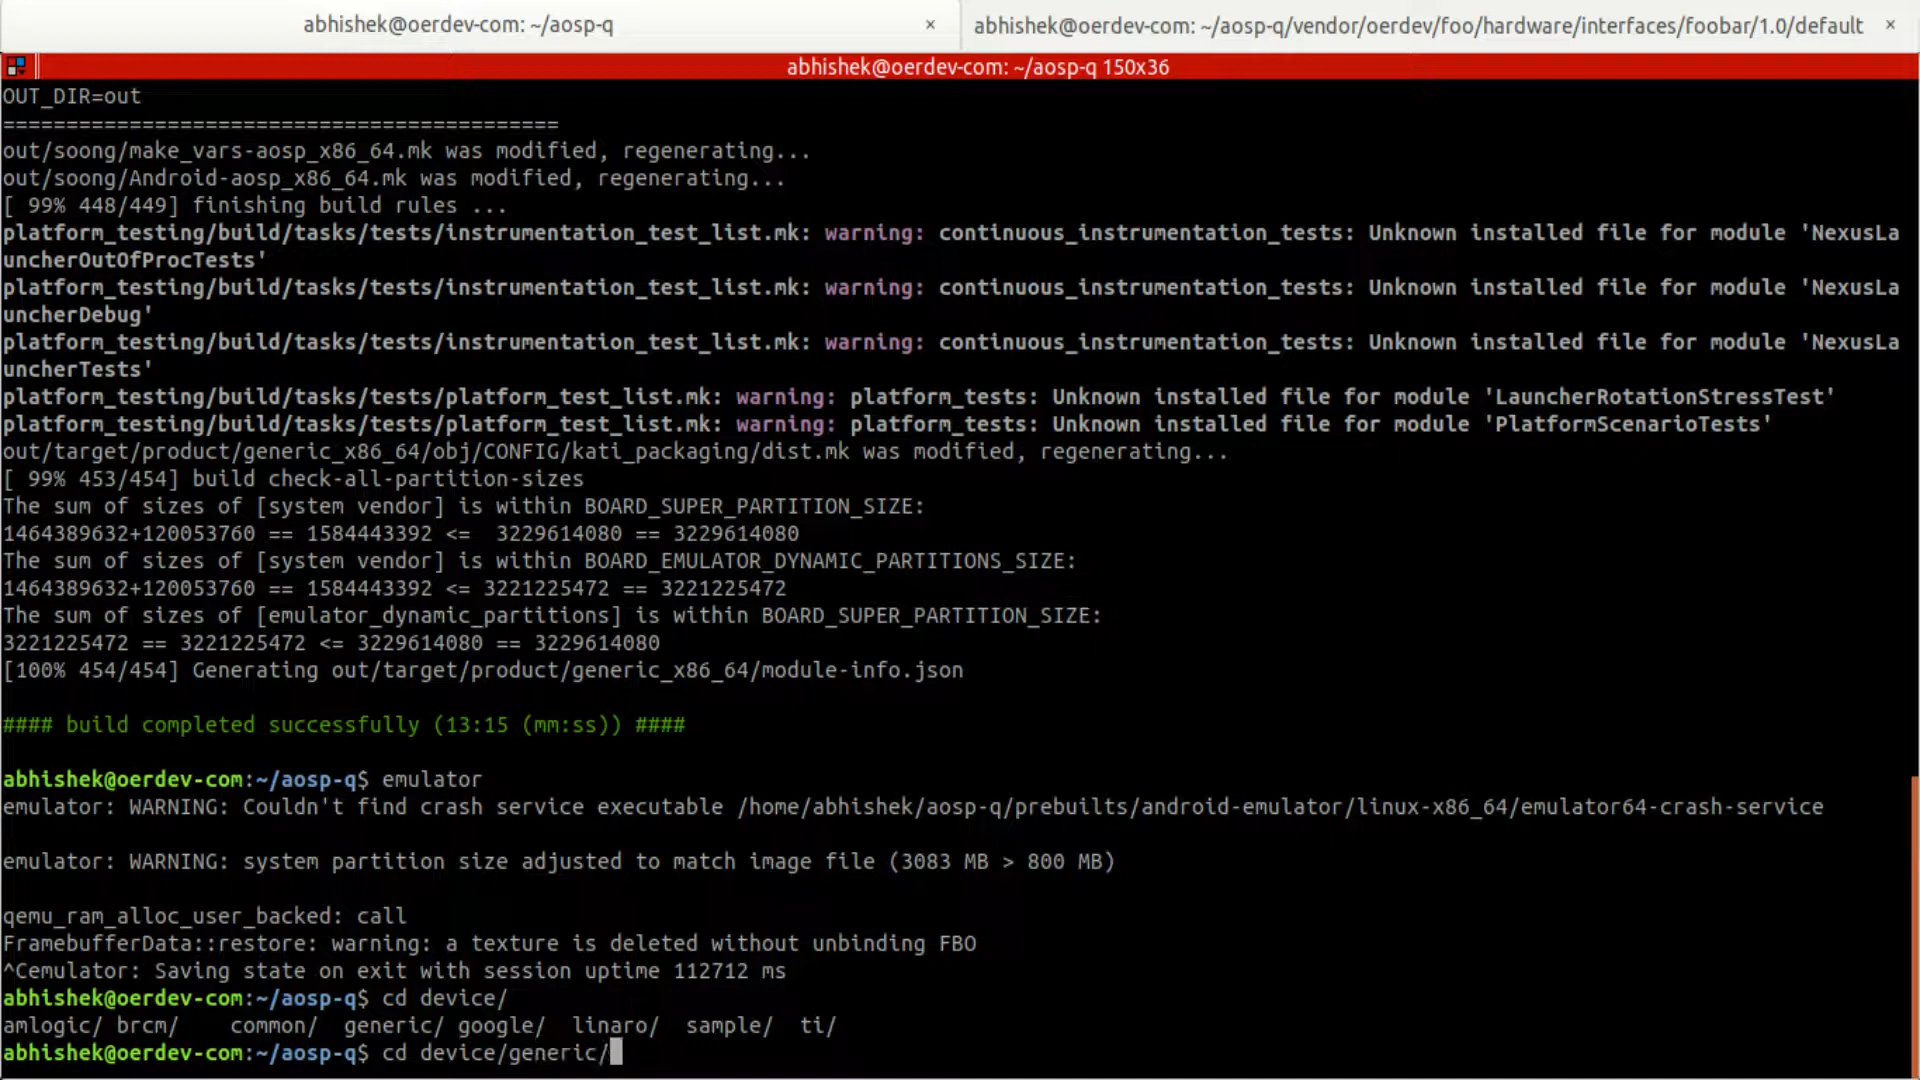 abhishek@oerdev-com: ~/aosp-q × abhishek@oerdev-com: ~/aosp-q/vendor/oerdev/foo/hardware/interfaces/foobar/1.0/default ×
abhishek@oerdev-com: ~/aosp-q 150x36
OUT_DIR=out
============================================
out/soong/make_vars-aosp_x86_64.mk was modified, regenerating...
out/soong/Android-aosp_x86_64.mk was modified, regenerating...
[ 99% 448/449] finishing build rules ...
platform_testing/build/tasks/tests/instrumentation_test_list.mk: warning: continuous_instrumentation_tests: Unknown installed file for module 'NexusLa
uncherOutOfProcTests'
platform_testing/build/tasks/tests/instrumentation_test_list.mk: warning: continuous_instrumentation_tests: Unknown installed file for module 'NexusLa
uncherDebug'
platform_testing/build/tasks/tests/instrumentation_test_list.mk: warning: continuous_instrumentation_tests: Unknown installed file for module 'NexusLa
uncherTests'
platform_testing/build/tasks/tests/platform_test_list.mk: warning: platform_tests: Unknown installed file for module 'LauncherRotationStressTest'
platform_testing/build/tasks/tests/platform_test_list.mk: warning: platform_tests: Unknown installed file for module 'PlatformScenarioTests'
out/target/product/generic_x86_64/obj/CONFIG/kati_packaging/dist.mk was modified, regenerating...
[ 99% 453/454] build check-all-partition-sizes
The sum of sizes of [system vendor] is within BOARD_SUPER_PARTITION_SIZE:
1464389632+120053760 == 1584443392 <=  3229614080 == 3229614080
The sum of sizes of [system vendor] is within BOARD_EMULATOR_DYNAMIC_PARTITIONS_SIZE:
1464389632+120053760 == 1584443392 <= 3221225472 == 3221225472
The sum of sizes of [emulator_dynamic_partitions] is within BOARD_SUPER_PARTITION_SIZE:
3221225472 == 3221225472 <= 3229614080 == 3229614080
[100% 454/454] Generating out/target/product/generic_x86_64/module-info.json
#### build completed successfully (13:15 (mm:ss)) ####
abhishek@oerdev-com:~/aosp-q$ emulator
emulator: WARNING: Couldn't find crash service executable /home/abhishek/aosp-q/prebuilts/android-emulator/linux-x86_64/emulator64-crash-service
emulator: WARNING: system partition size adjusted to match image file (3083 MB > 800 MB)
qemu_ram_alloc_user_backed: call
FramebufferData::restore: warning: a texture is deleted without unbinding FBO
^Cemulator: Saving state on exit with session uptime 112712 ms
abhishek@oerdev-com:~/aosp-q$ cd device/
amlogic/ brcm/    common/  generic/ google/  linaro/  sample/  ti/
abhishek@oerdev-com:~/aosp-q$ cd device/generic/